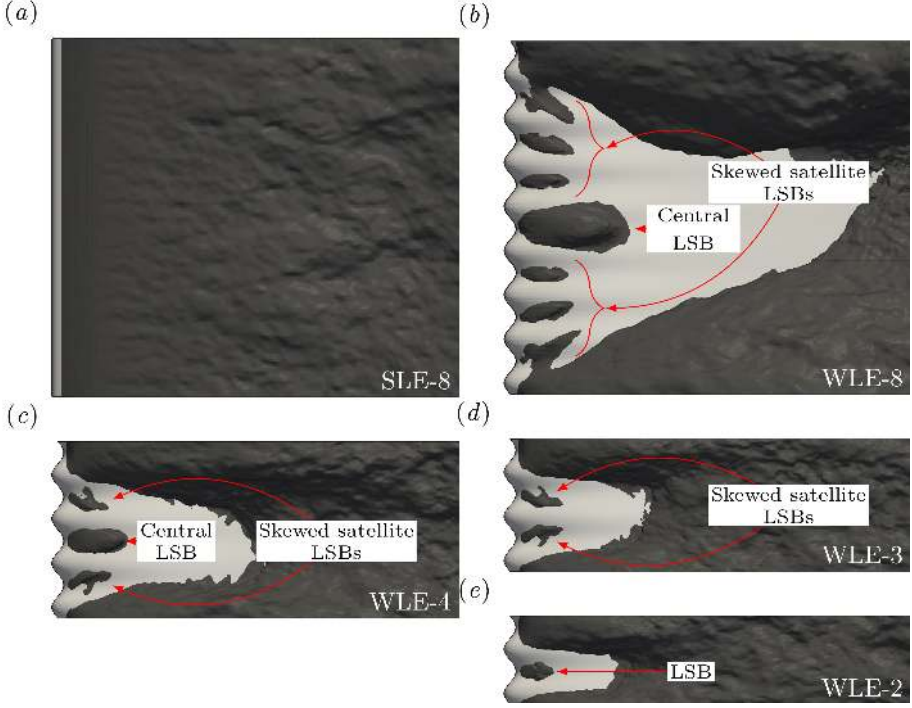 (a)
SLE-8
(b)
Skewed satellite
LSBs
Central
LSB
WLE-8
(c)
Central
LSB
Skewed satellite
LSBs
WLE-4
(d)
Skewed satellite
LSBs
WLE-3
(e)
LSB
WLE-2